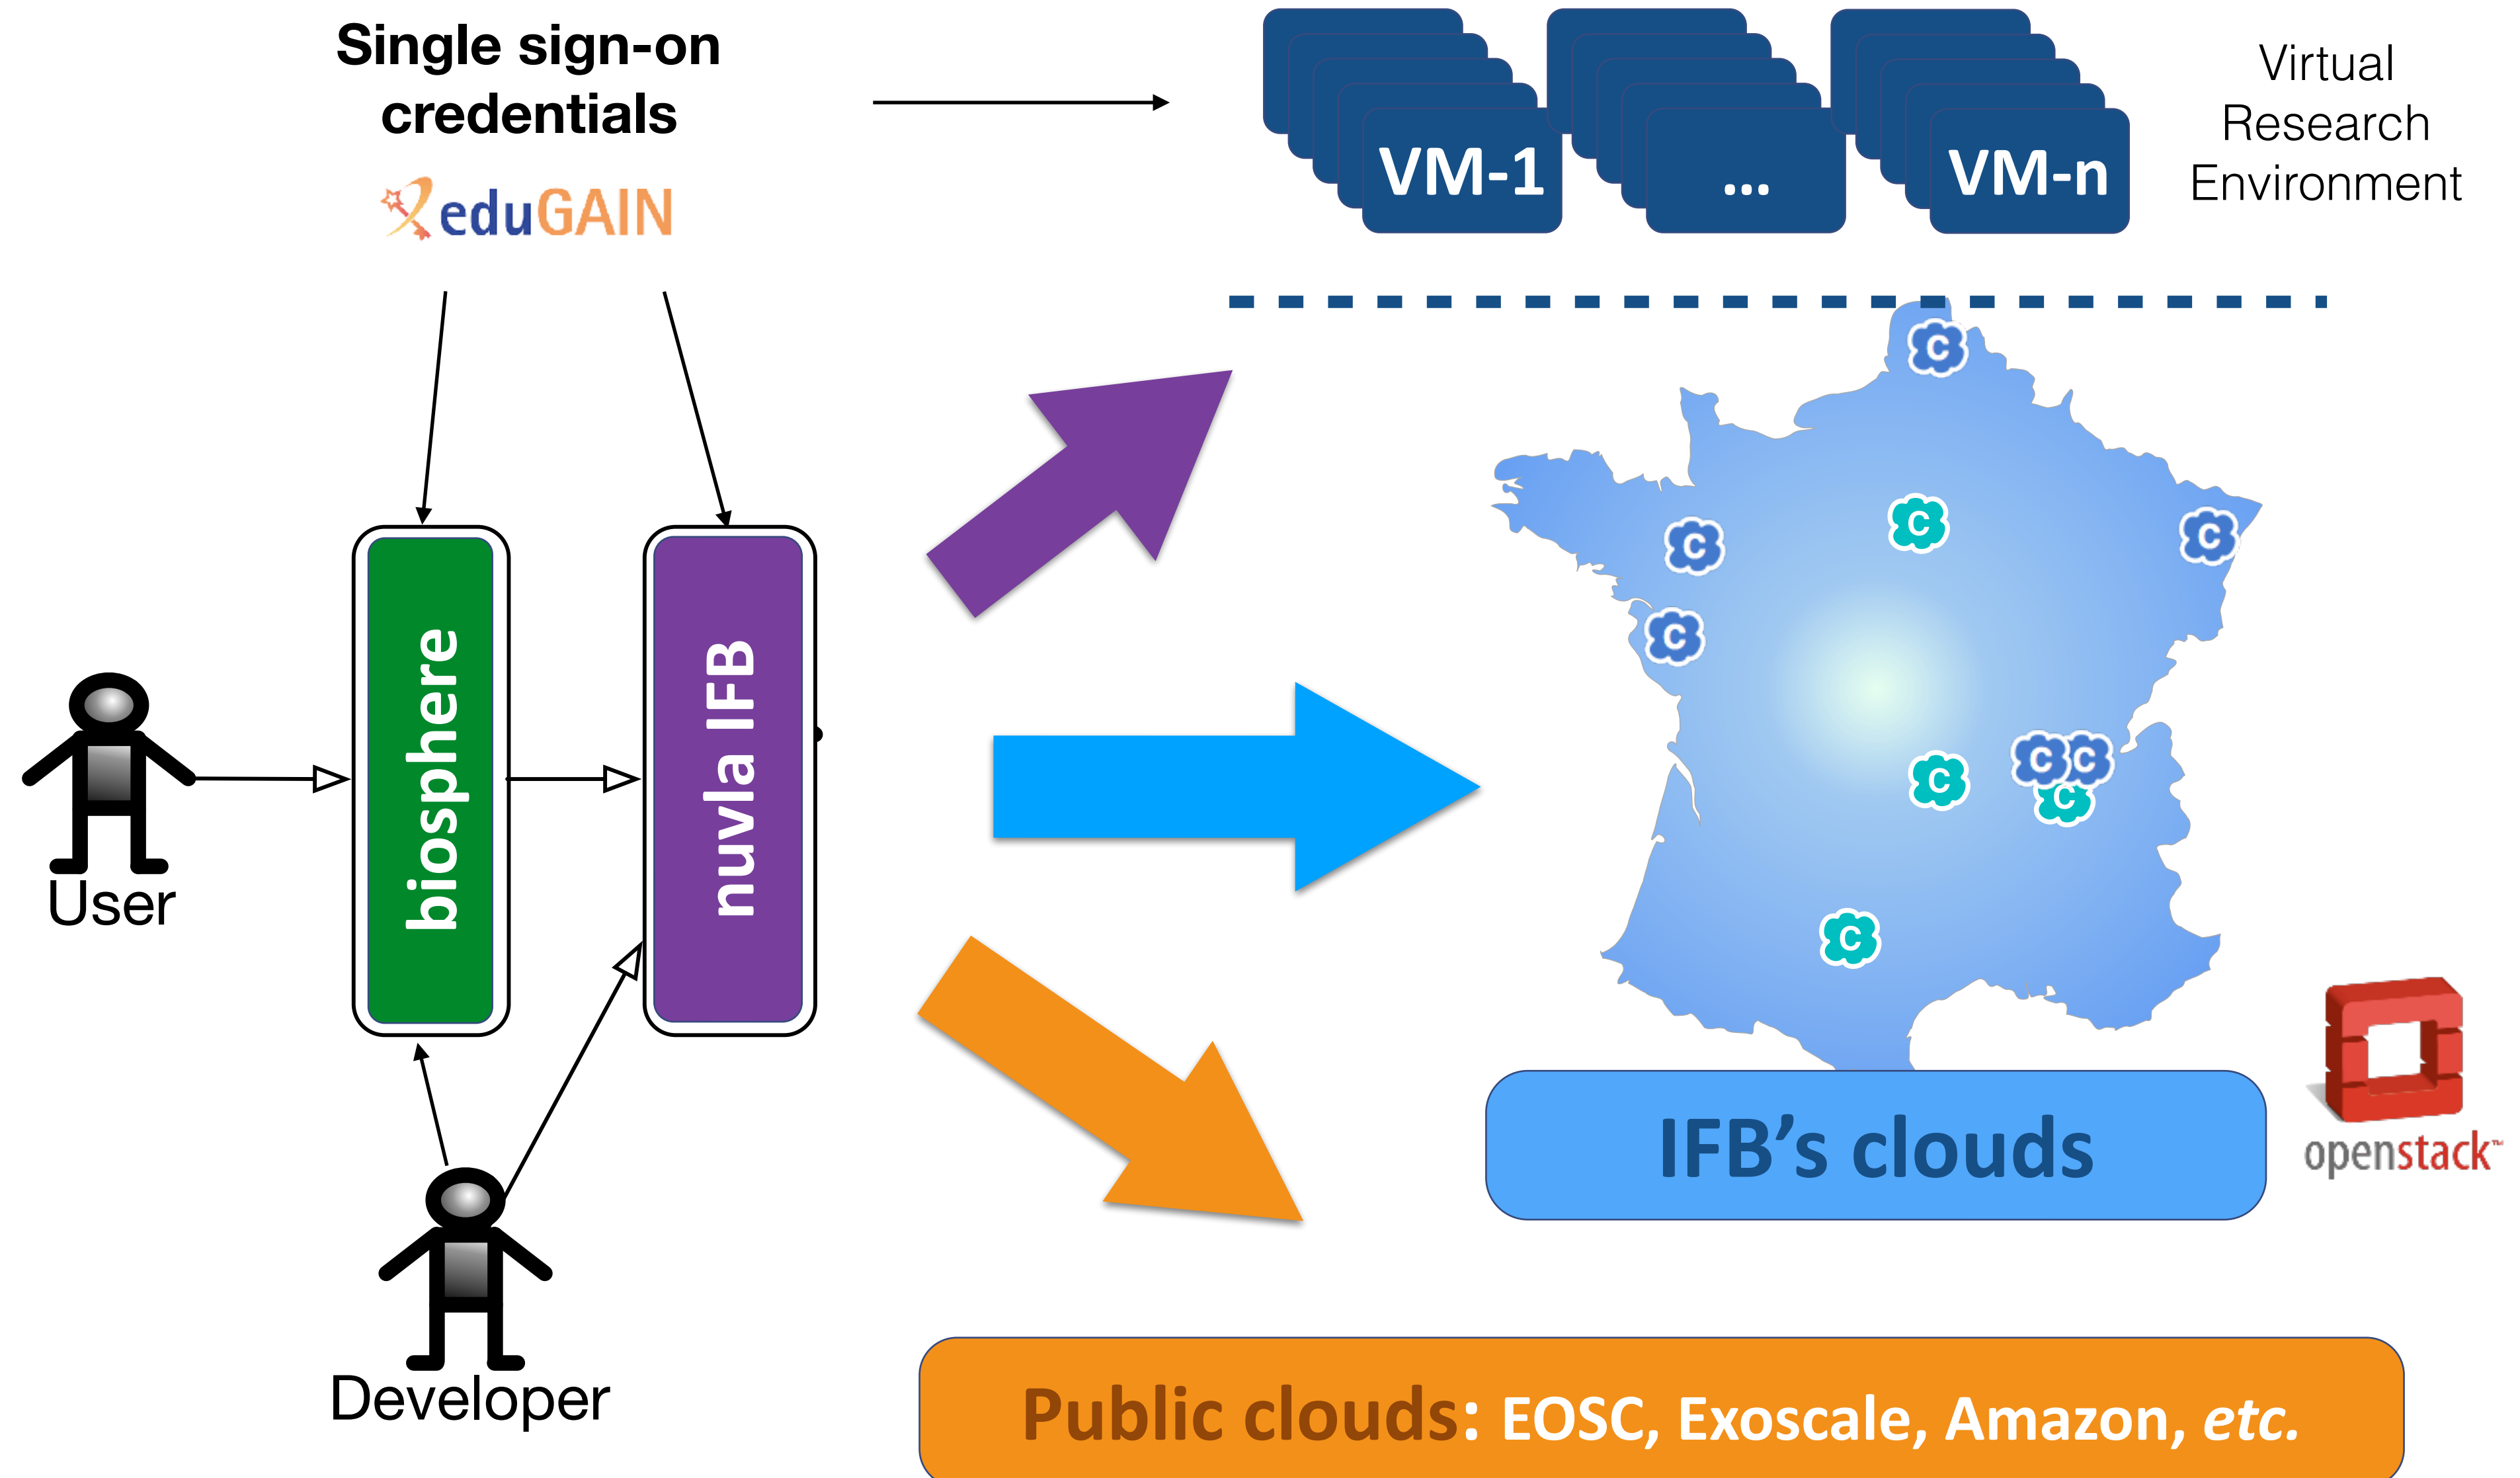 Single sign-on
credentials
eduGAIN
VM-1
...
VM-n
Virtual
Research
Environment
C
C
C
C
C
C
C
C
C
C
biosphere
nuvla IFB
User
Developer
IFB’s clouds
openstack™
Public clouds: EOSC, Exoscale, Amazon, etc.